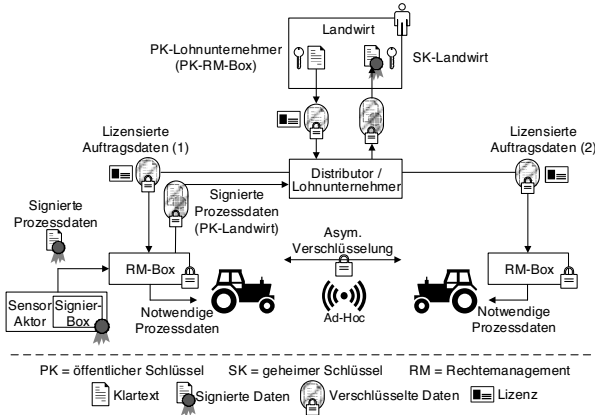 Landwirt
PK-Lohnunternehmer
(PK-RM-Box)
SK-Landwirt
Lizensierte
Auftragsdaten (1)
Lizensierte
Auftragsdaten (2)
Distributor /
Lohnunternehmer
Signierte
Prozessdaten
(PK-Landwirt)
Signierte
Prozessdaten
Asym.
Verschlüsselung
RM-Box
RM-Box
Sensor
Aktor
Signier-
Box
Notwendige
Prozessdaten
Ad-Hoc
Notwendige
Prozessdaten
PK = öffentlicher Schlüssel SK = geheimer Schlüssel RM = Rechtemanagement
Klartext Signierte Daten Verschlüsselte Daten Lizenz